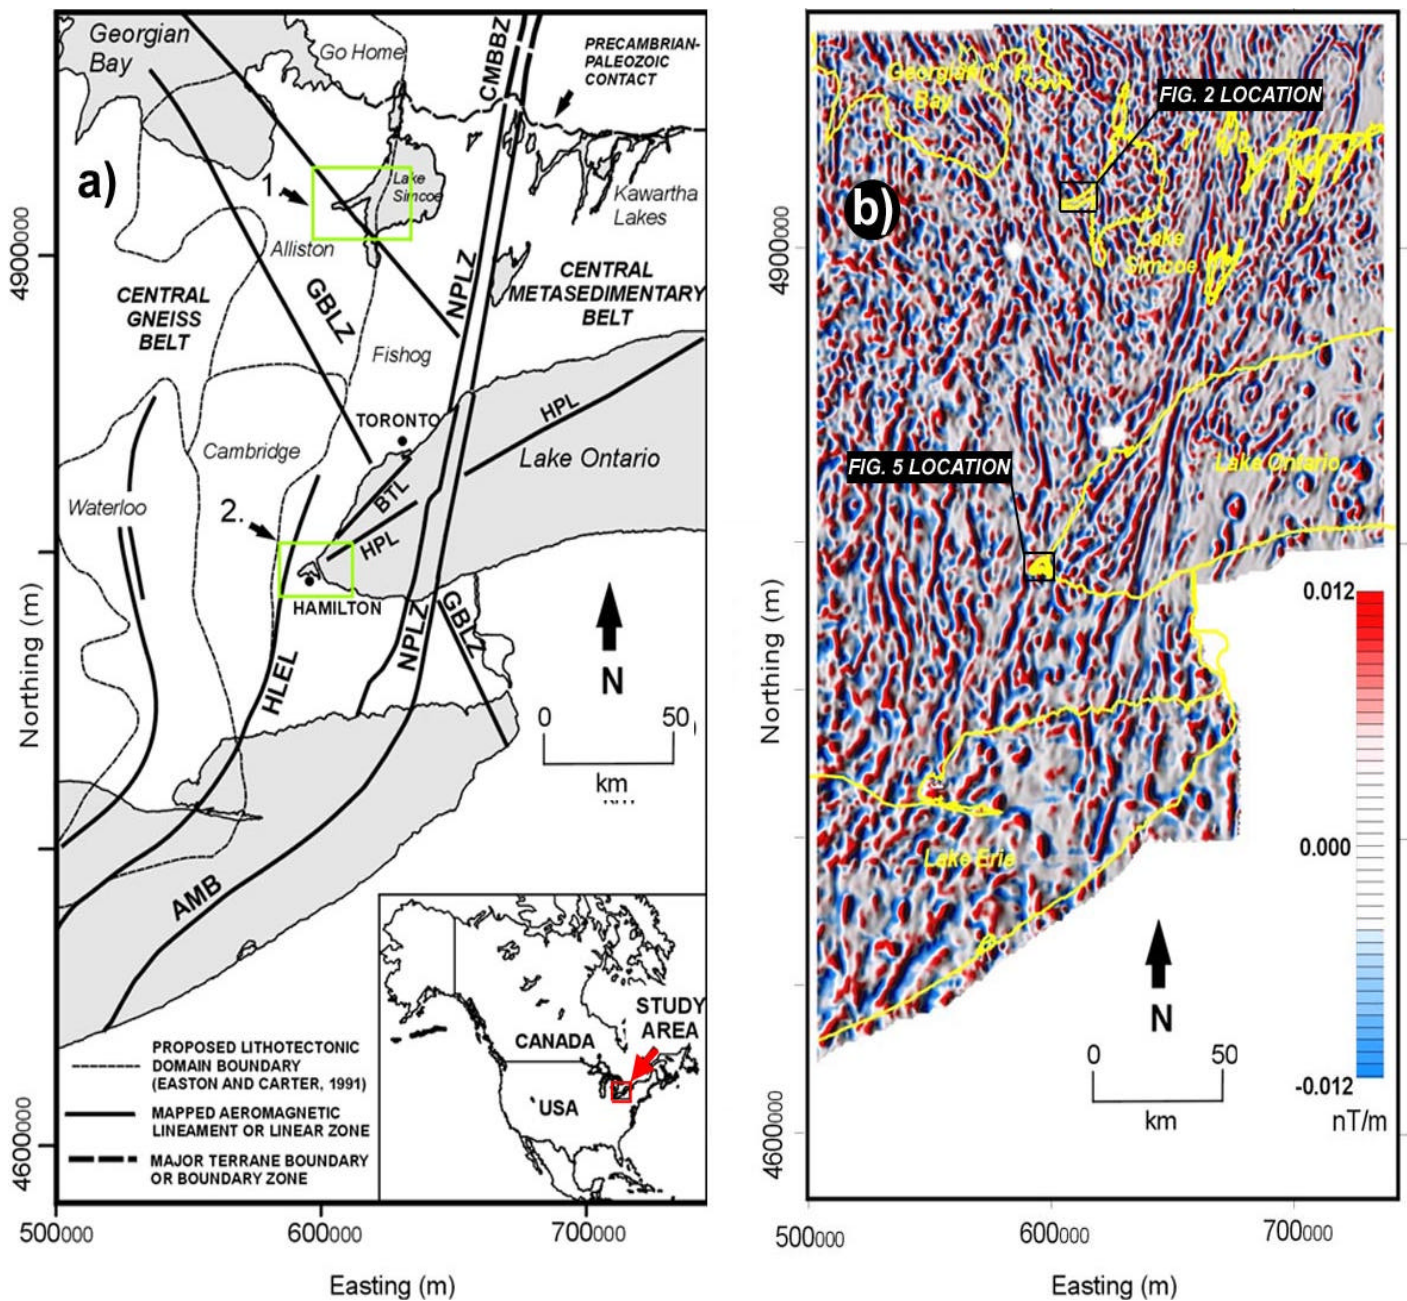 Georgian
Bay
Go Home
CMBBZ
PRECAMBRIAN-
PALEOZOIC
CONTACT
a)
1.
Lake
Simcoe
Kawartha
Lakes
Alliston
4900000
CENTRAL
GNEISS
BELT
GBLZ
NPLZ
CENTRAL
METASEDIMENTARY
BELT
Fishog
TORONTO
HPL
Cambridge
Lake Ontario
Waterloo
2.
BTL
HPL
HAMILTON
NPLZ
GBLZ
HLEL
N
0 50
km
Northing (m)
AMB
STUDY
AREA
CANADA
USA
PROPOSED LITHOTECTONIC
DOMAIN BOUNDARY
(EASTON AND CARTER, 1991)
MAPPED AEROMAGNETIC
LINEAMENT OR LINEAR ZONE
MAJOR TERRANE BOUNDARY
OR BOUNDARY ZONE
4600000
500000 600000 700000
Easting (m)
b)
Georgian
Bay
FIG. 2 LOCATION
Lake
Simcoe
4900000
FIG. 5 LOCATION
Lake Ontario
Northing (m)
0.012
0.000
-0.012
nT/m
Lake Erie
N
0 50
km
4600000
500000 600000 700000
Easting (m)